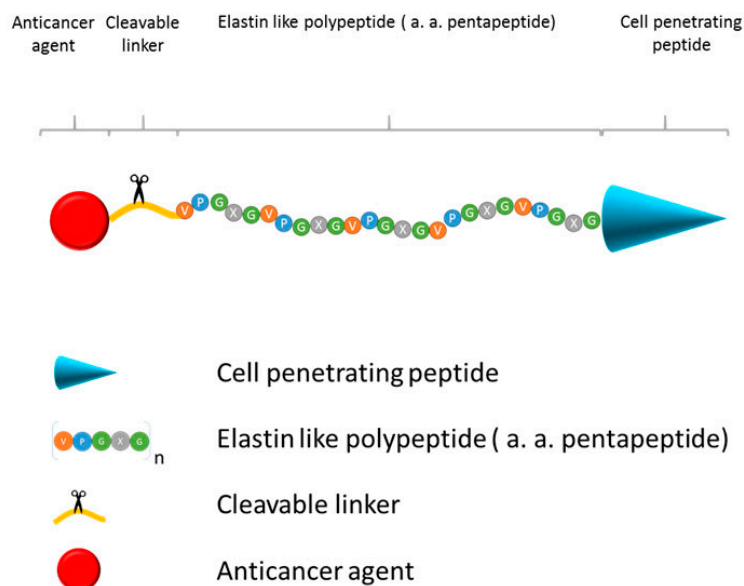 Anticancer agent
Cleavable linker
Elastin like polypeptide ( a. a. pentapeptide)
Cell penetrating peptide
V P G X G V P G X G V P G X G V P G X G V P G X G
Cell penetrating peptide
V P G X G n
Elastin like polypeptide ( a. a. pentapeptide)
Cleavable linker
Anticancer agent